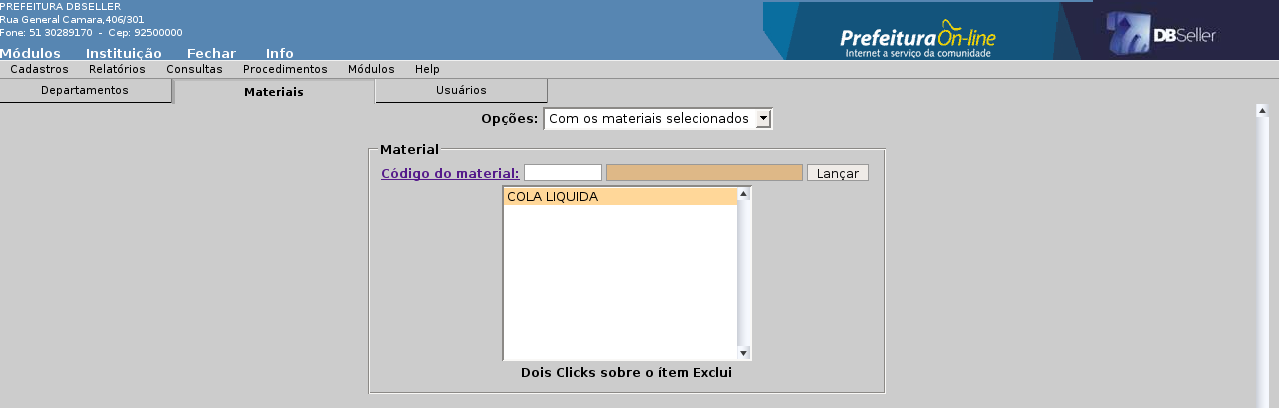 PREFEITURA DBSELLER
Rua General Camara,406/301
Fone: 51 30289170 - Cep: 92500000
Módulos Instituição Fechar Info
PrefeituraOn-line
Internet a serviço da comunidade
DBSeller
Cadastros Relatórios Consultas Procedimentos Módulos Help
Departamentos Materiais Usuários
Opções: Com os materiais selecionados
Material
Código do material: Lançar
COLA LIQUIDA
Dois Clicks sobre o ítem Exclui